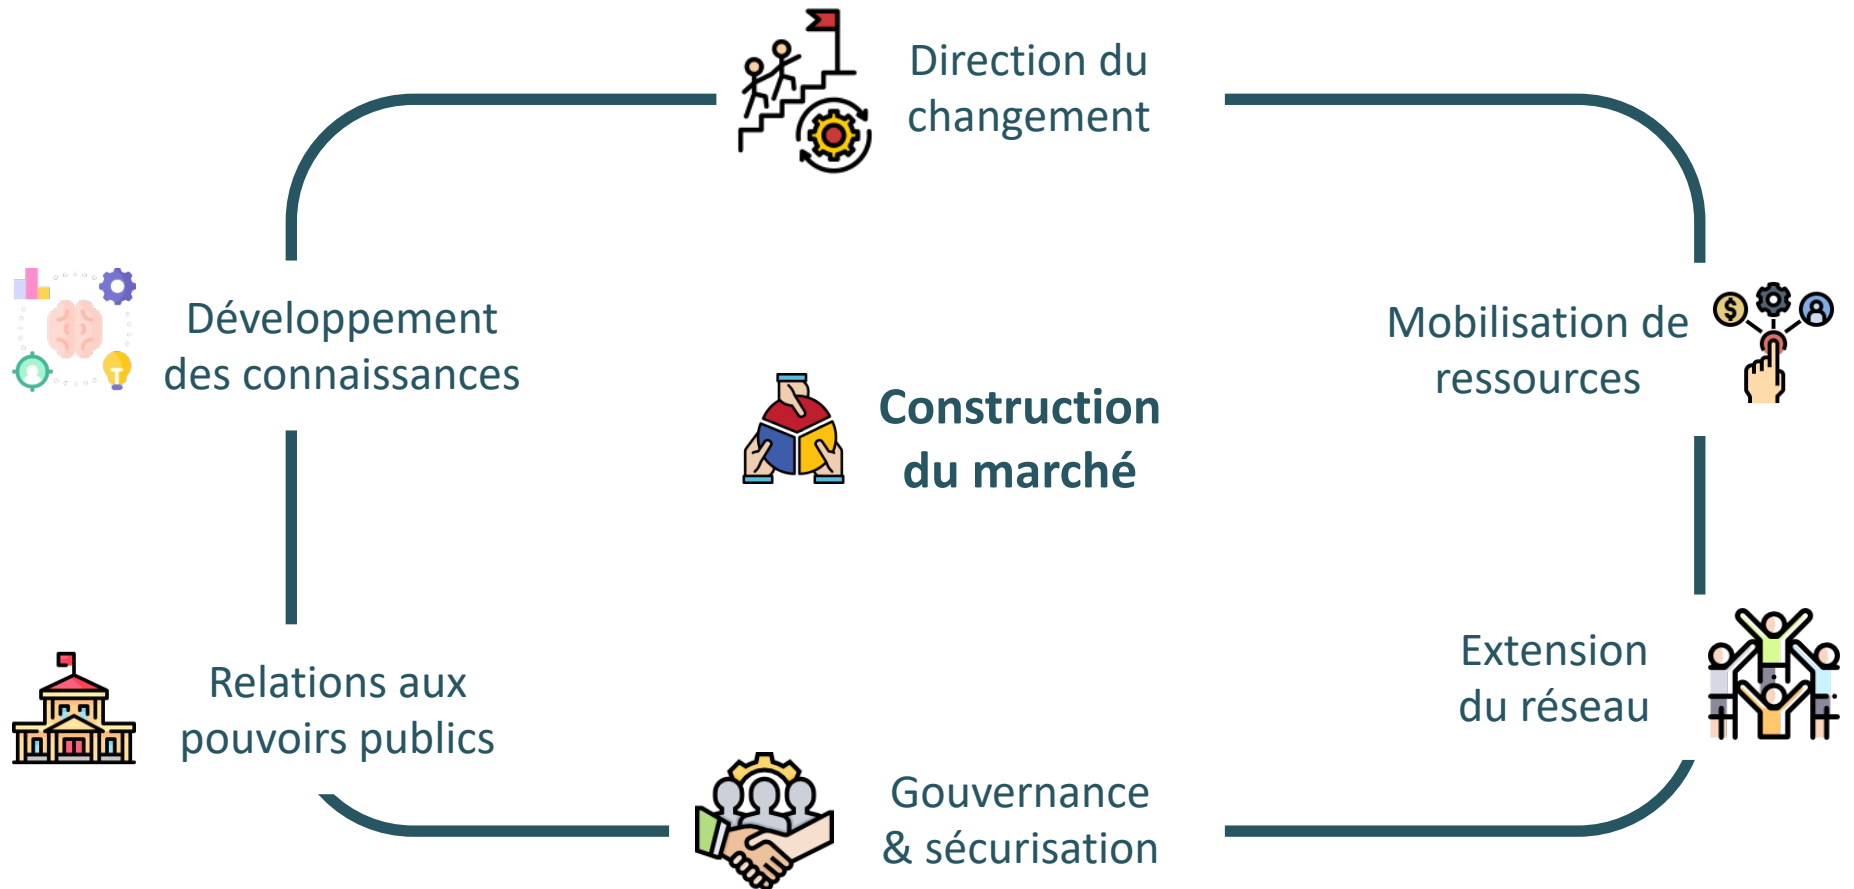 Direction du
changement
Développement
des connaissances
Mobilisation de
ressources
Construction
du marché
Relations aux
pouvoirs publics
Extension
du réseau
Gouvernance
& sécurisation